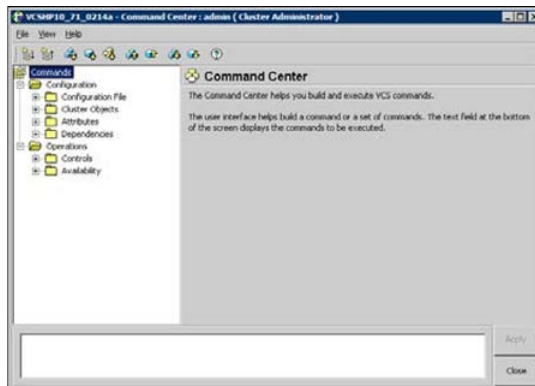 VCSHP10_71_0214a - Command Center : admin ( Cluster Administrator )
File View Help
Commands
Configuration
Configuration File
Cluster Objects
Attributes
Dependencies
Operations
Controls
Availability
Command Center
The Command Center helps you build and execute VCS commands.
The user interface helps build a command or a set of commands. The text field at the bottom
of the screen displays the commands to be executed.
Apply
Close